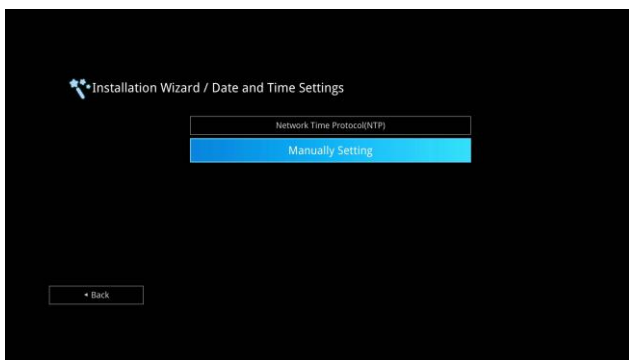 Installation Wizard / Date and Time Settings
Network Time Protocol(NTP)
Manually Setting
Back